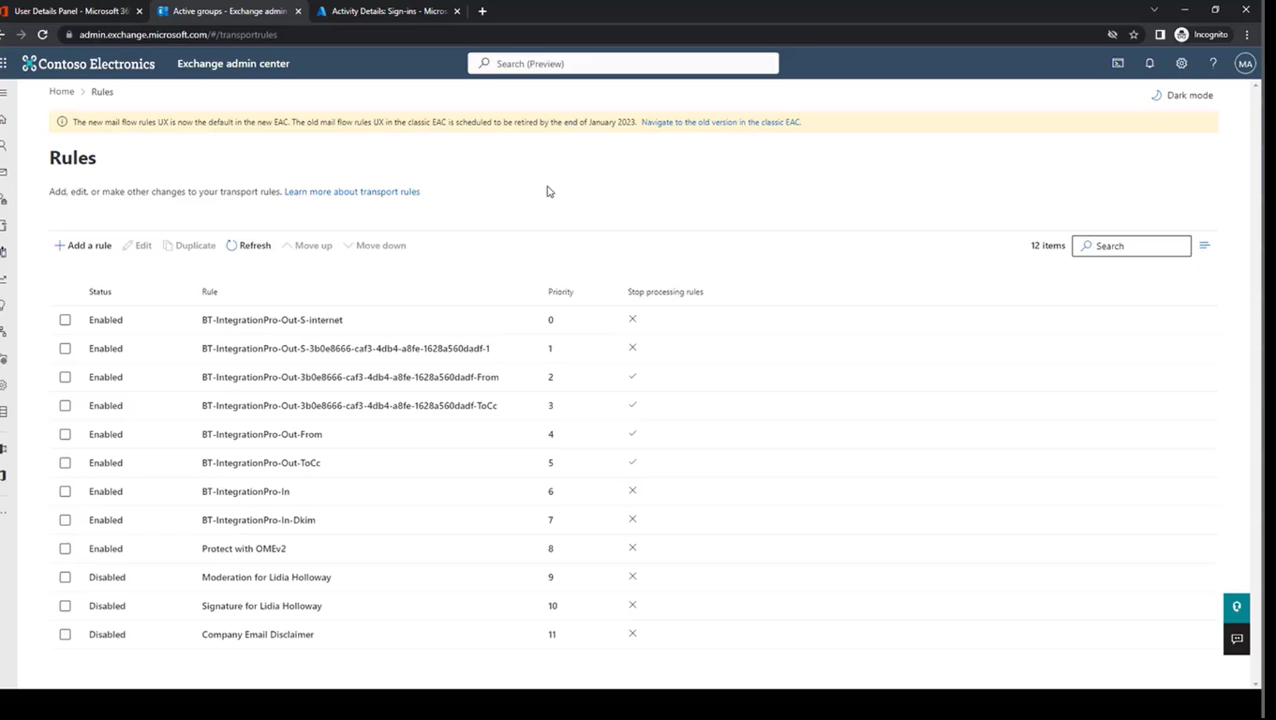 User Details Panel - Microsoft 36
Active groups - Exchange admin
Activity Details: Sign-ins - Micros
admin.exchange.microsoft.com/#/transportrules
Incognito
Contoso Electronics
Exchange admin center
Search (Preview)
MA
Home > Rules
Dark mode
The new mail flow rules UX is now the default in the new EAC. The old mail flow rules UX in the classic EAC is scheduled to be retired by the end of January 2023. Navigate to the old version in the classic EAC.
Rules
Add, edit, or make other changes to your transport rules. Learn more about transport rules
Add a rule Edit Duplicate Refresh Move up Move down 12 items Search
Status Rule Priority Stop processing rules
Enabled BT-IntegrationPro-Out-S-internet 0
Enabled BT-IntegrationPro-Out-S-3b0e8666-caf3-4db4-a8fe-1628a560dadf-1 1
Enabled BT-IntegrationPro-Out-3b0e8666-caf3-4db4-a8fe-1628a560dadf-From 2
Enabled BT-IntegrationPro-Out-3b0e8666-caf3-4db4-a8fe-1628a560dadf-ToCc 3
Enabled BT-IntegrationPro-Out-From 4
Enabled BT-IntegrationPro-Out-ToCc 5
Enabled BT-IntegrationPro-In 6
Enabled BT-IntegrationPro-In-Dkim 7
Enabled Protect with OMEv2 8
Disabled Moderation for Lidia Holloway 9
Disabled Signature for Lidia Holloway 10
Disabled Company Email Disclaimer 11